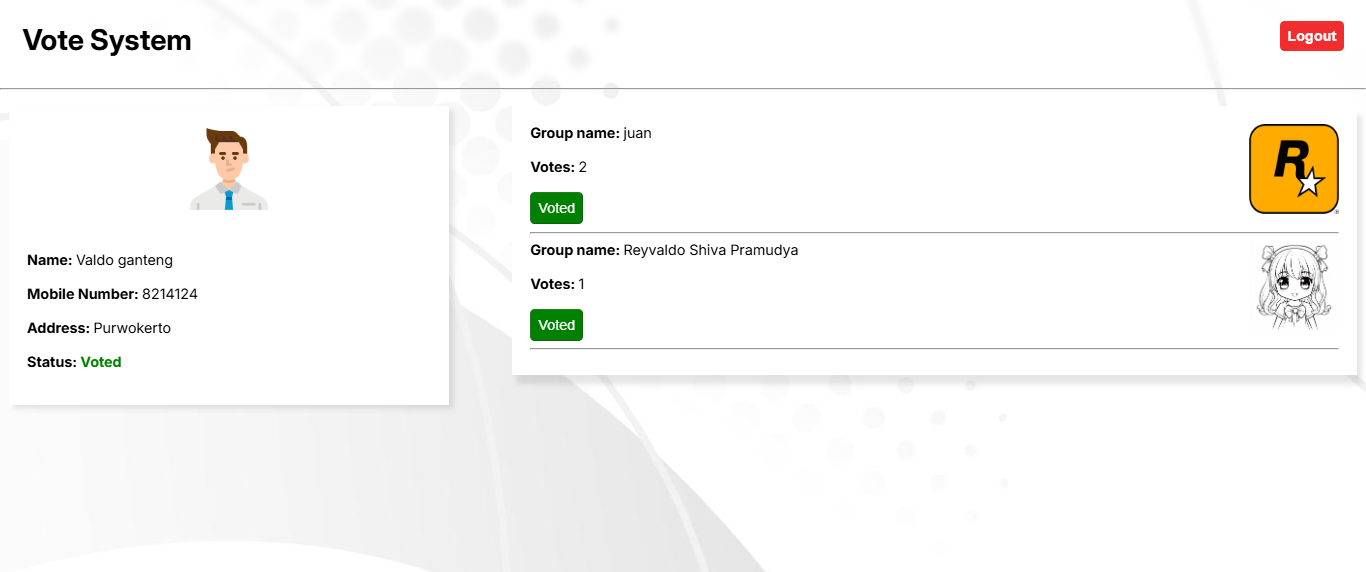 Vote System
Logout
Name: Valdo ganteng
Mobile Number: 8214124
Address: Purwokerto
Status: Voted
Group name: juan
Votes: 2
Voted
R
®
Group name: Reyvaldo Shiva Pramudya
Votes: 1
Voted